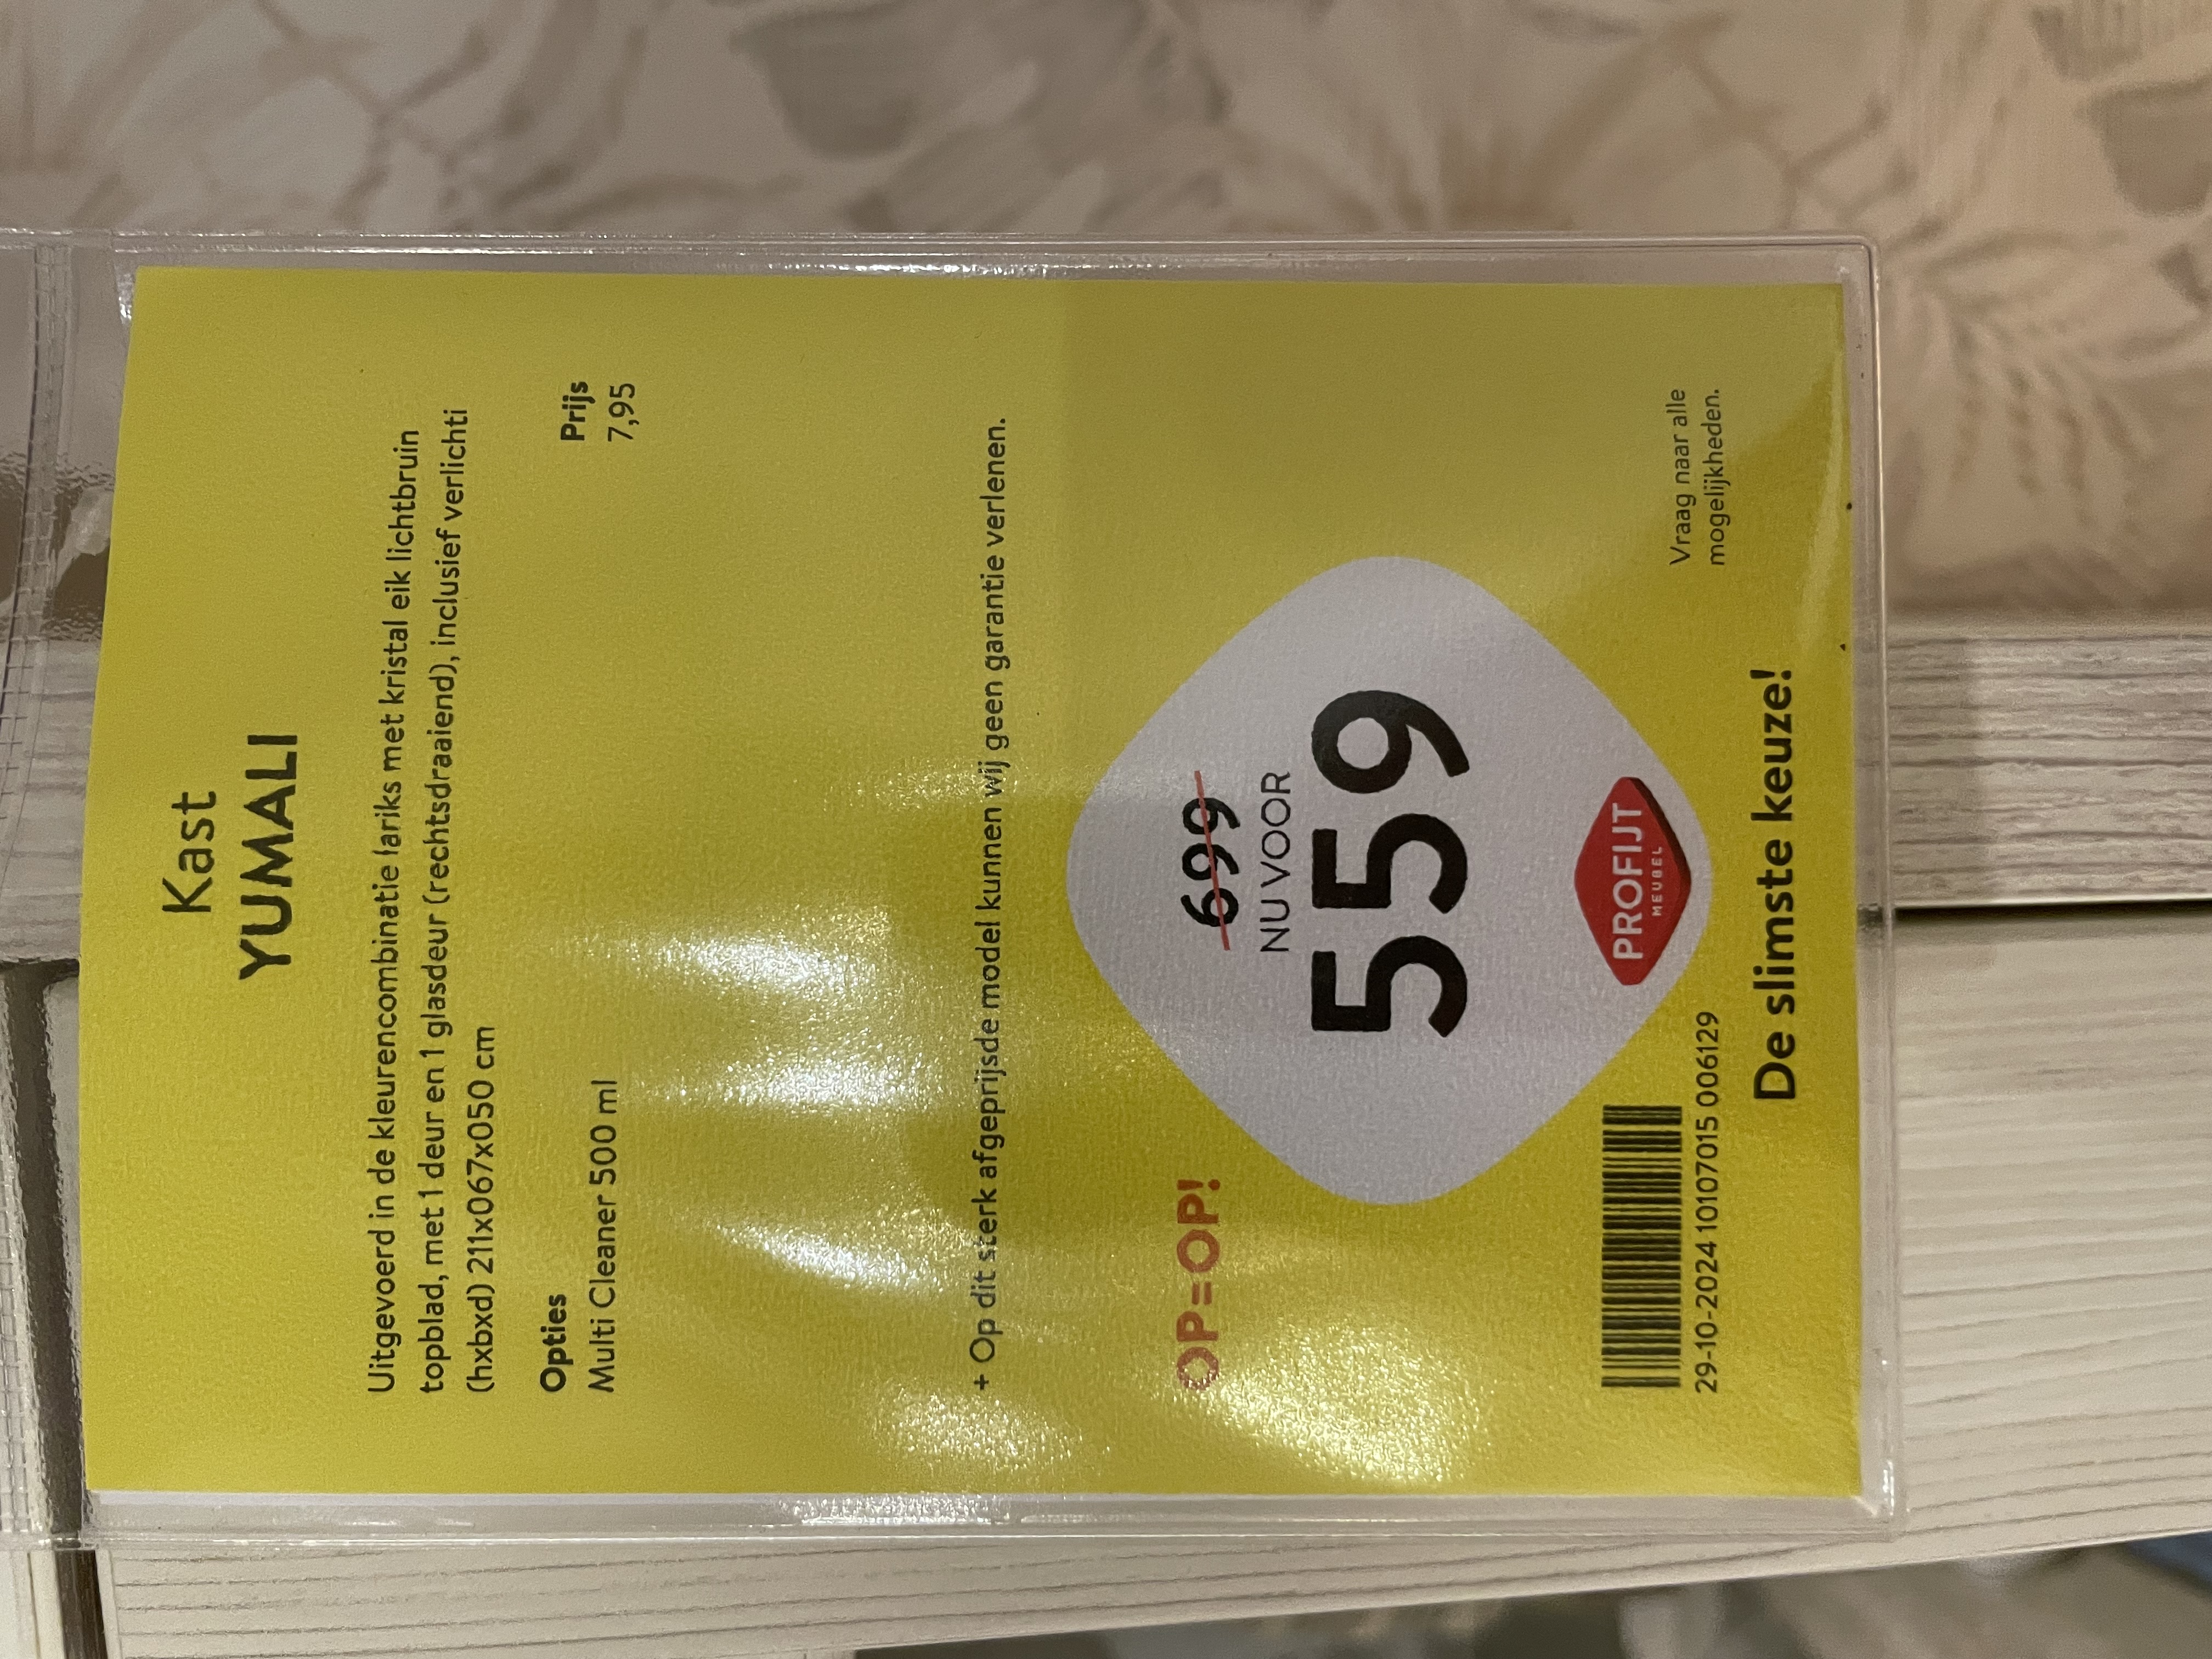 Kast
YUMALI
Uitgevoerd in de kleurencombinatie lariks met kristal eik lichtbruin
topblad, met 1 deur en 1 glasdeur (rechtsdraaiend), inclusief verlichti
(hxbxd) 211x067x050 cm
Opties Prijs
Multi Cleaner 500 ml 7,95
+ Op dit sterk afgeprijsde model kunnen wij geen garantie verlenen.
OP=OP!
699
NU VOOR
559
PROFIJT
MEUBEL
Vraag naar alle
mogelijkheden.
29-10-2024 10107015 006129
De slimste keuze!